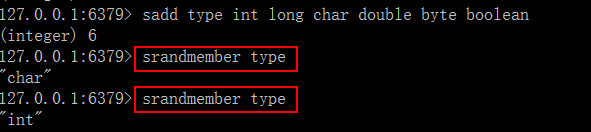 127.0.0.1:6379> sadd type int long char double byte boolean
(integer) 6
127.0.0.1:6379> srandmember type
"char"
127.0.0.1:6379> srandmember type
"int"